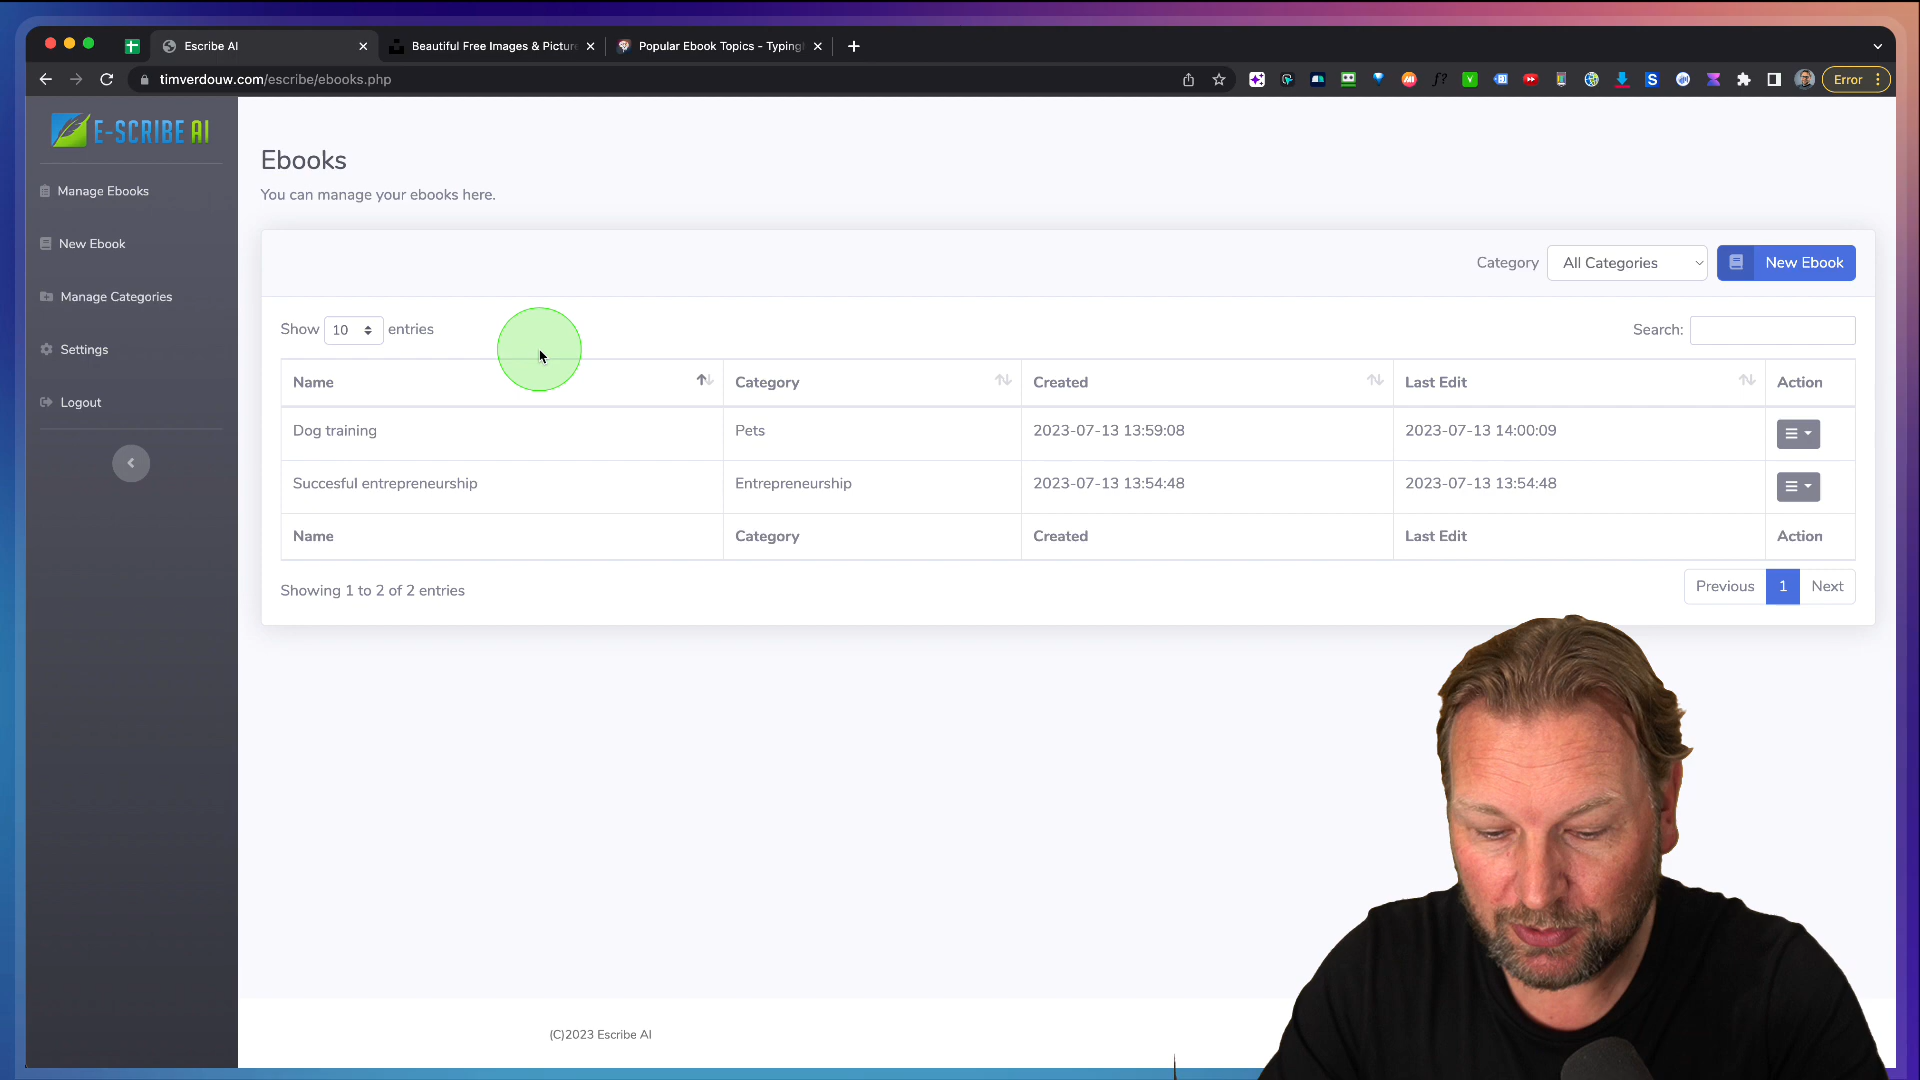 Escribe AI
Beautiful Free Images & Pictur
Popular Ebook Topics - Typing
timverdouw.com/escribe/ebooks.php
Error
E-SCRIBE AI
Manage Ebooks
New Ebook
Manage Categories
Settings
Logout
Ebooks
You can manage your ebooks here.
Category All Categories New Ebook
Show 10 entries Search:
Name Category Created Last Edit Action
Dog training Pets 2023-07-13 13:59:08 2023-07-13 14:00:09
Succesful entrepreneurship Entrepreneurship 2023-07-13 13:54:48 2023-07-13 13:54:48
Name Category Created Last Edit Action
Showing 1 to 2 of 2 entries Previous 1 Next
(C)2023 Escribe AI